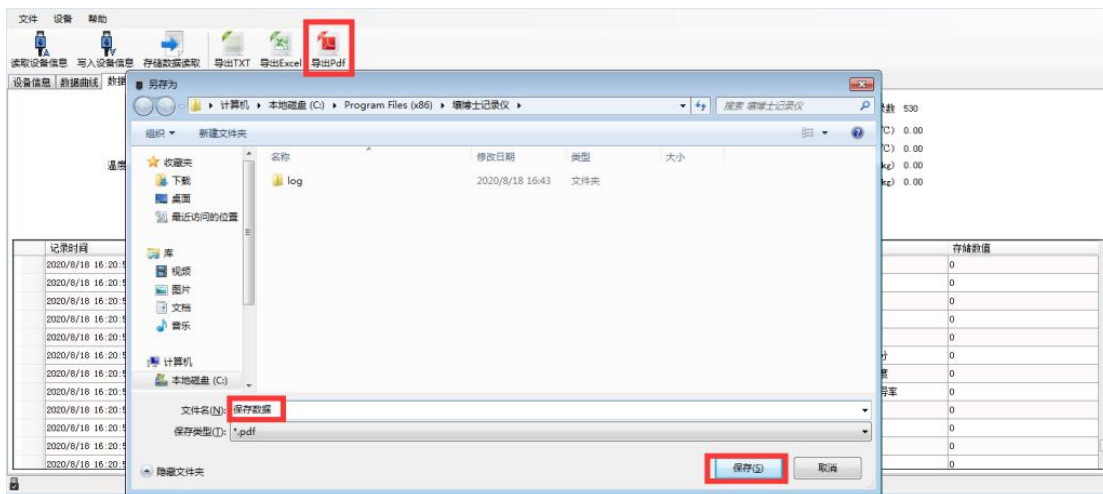 文件 设备 帮助
读取设备信息 写入设备信息 存储数据读取 导出TXT 导出Excel 导出Pdf
设备信息 数据曲线 数据
另存为
计算机 ▸ 本地磁盘 (C:) ▸ Program Files (x86) ▸ 壤博士记录仪 ▸
搜索 壤博士记录仪
数 530
组织 新建文件夹
℃) 0.00
℃) 0.00
温度
kg) 0.00
kg) 0.00
名称 修改日期 类型 大小
log 2020/8/18 16:43 文件夹
收藏夹
下载
桌面
最近访问的位置
库
视频
图片
文档
音乐
计算机
本地磁盘 (C:)
记录时间 存储数值
2020/8/18 16:20:5 0
2020/8/18 16:20:5 0
2020/8/18 16:20:5 0
2020/8/18 16:20:5 0
2020/8/18 16:20:5 0
2020/8/18 16:20:5 分 0
2020/8/18 16:20:5 度 0
2020/8/18 16:20:5 导率 0
2020/8/18 16:20:5 0
2020/8/18 16:20:5 0
2020/8/18 16:20:5 0
2020/8/18 16:20:5 0
文件名(N): 保存数据
保存类型(T): *.pdf
隐藏文件夹
保存(S) 取消